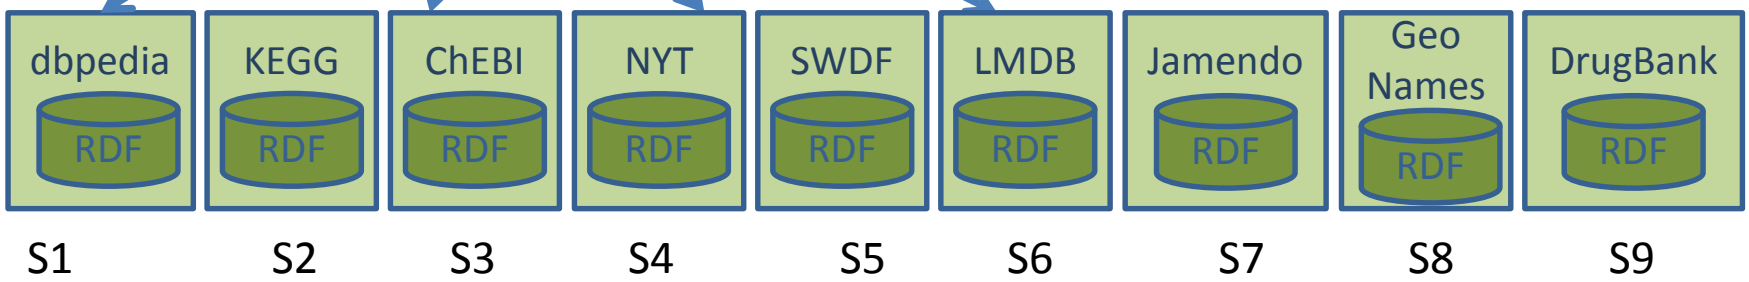 dbpedia KEGG ChEBI NYT SWDF LMDB Jamendo Geo Names DrugBank
RDF RDF RDF RDF RDF RDF RDF RDF RDF
S1 S2 S3 S4 S5 S6 S7 S8 S9